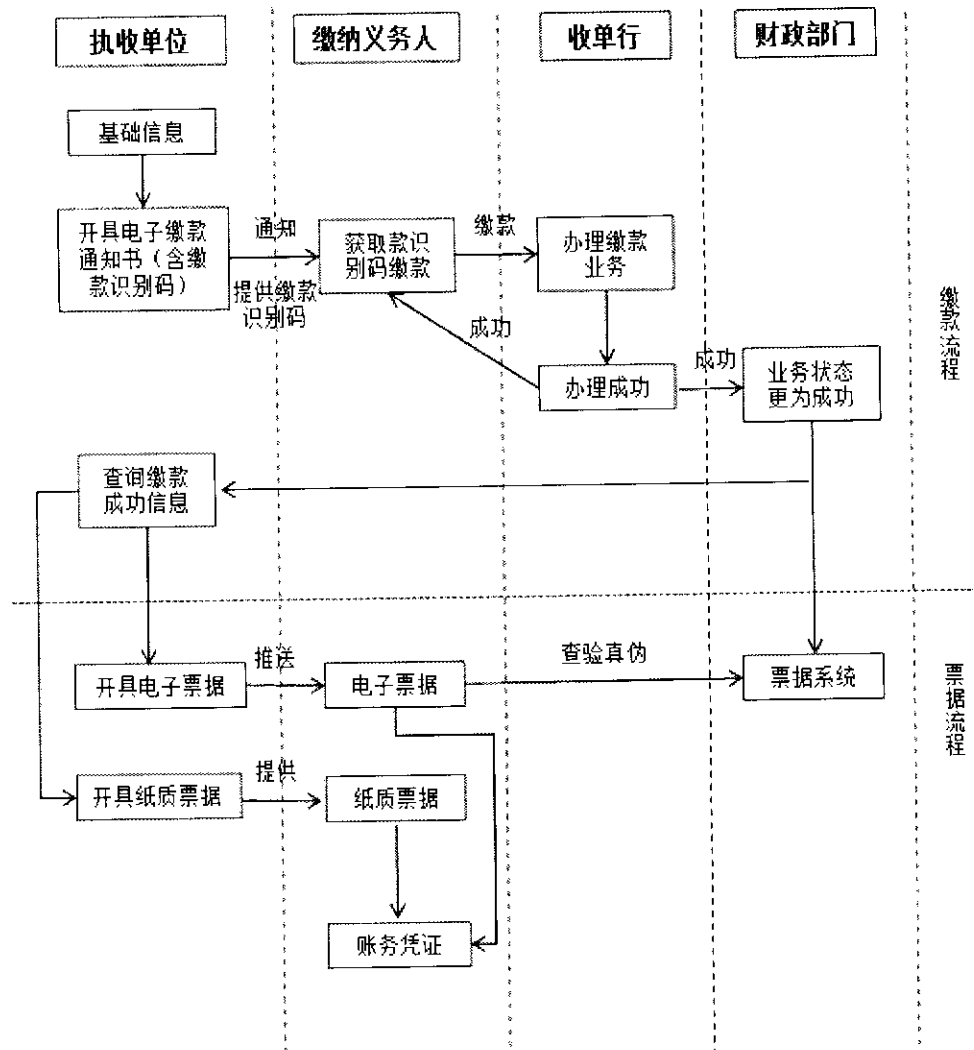 执收单位
缴纳义务人
收单行
财政部门
基础信息
开具电子缴款
通知书（含缴
款识别码）
通知
提供缴款
识别码
获取款识
别码缴款
缴款
办理缴款
业务
成功
办理成功
成功
业务状态
更为成功
缴款流程
查询缴款
成功信息
开具电子票据
推送
电子票据
查验真伪
票据系统
票据流程
开具纸质票据
提供
纸质票据
账务凭证